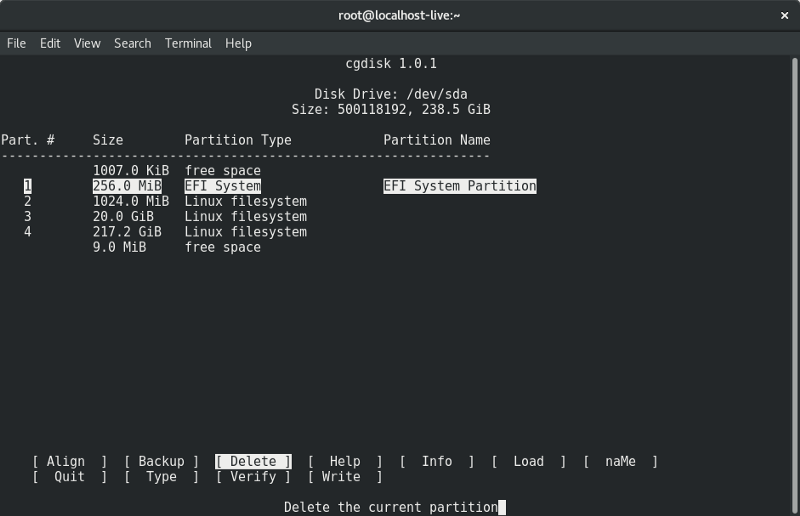 root@localhost-live:~ ×
File Edit View Search Terminal Help
cgdisk 1.0.1
Disk Drive: /dev/sda
Size: 500118192, 238.5 GiB
Part. # Size Partition Type Partition Name
----------------------------------------------------------------
1007.0 KiB free space
1 256.0 MiB EFI System EFI System Partition
2 1024.0 MiB Linux filesystem
3 20.0 GiB Linux filesystem
4 217.2 GiB Linux filesystem
9.0 MiB free space
[ Align ] [ Backup ] [ Delete ] [ Help ] [ Info ] [ Load ] [ naMe ]
[ Quit ] [ Type ] [ Verify ] [ Write ]
Delete the current partition